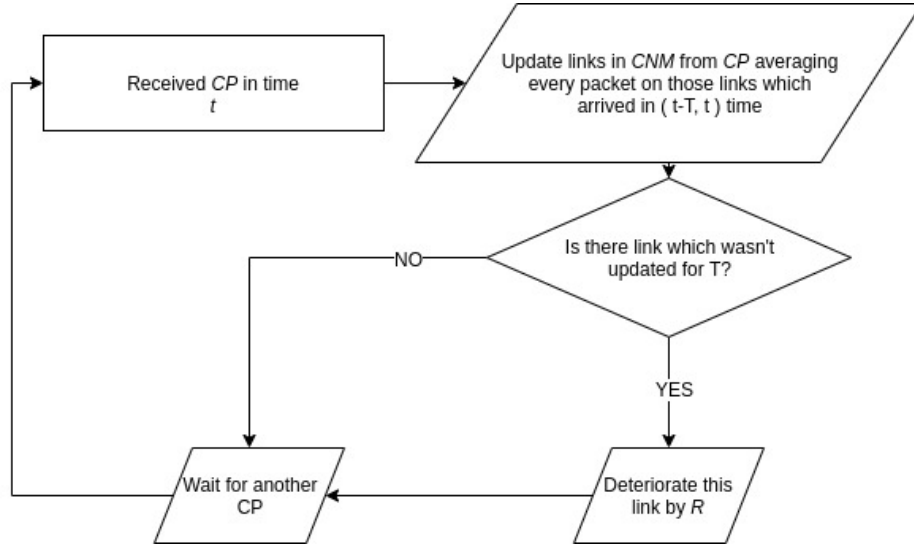 Received CP in time
t
Update links in CNM from CP averaging
every packet on those links which
arrived in ( t-T, t ) time
Is there link which wasn't
updated for T?
NO
YES
Wait for another
CP
Deteriorate this
link by R